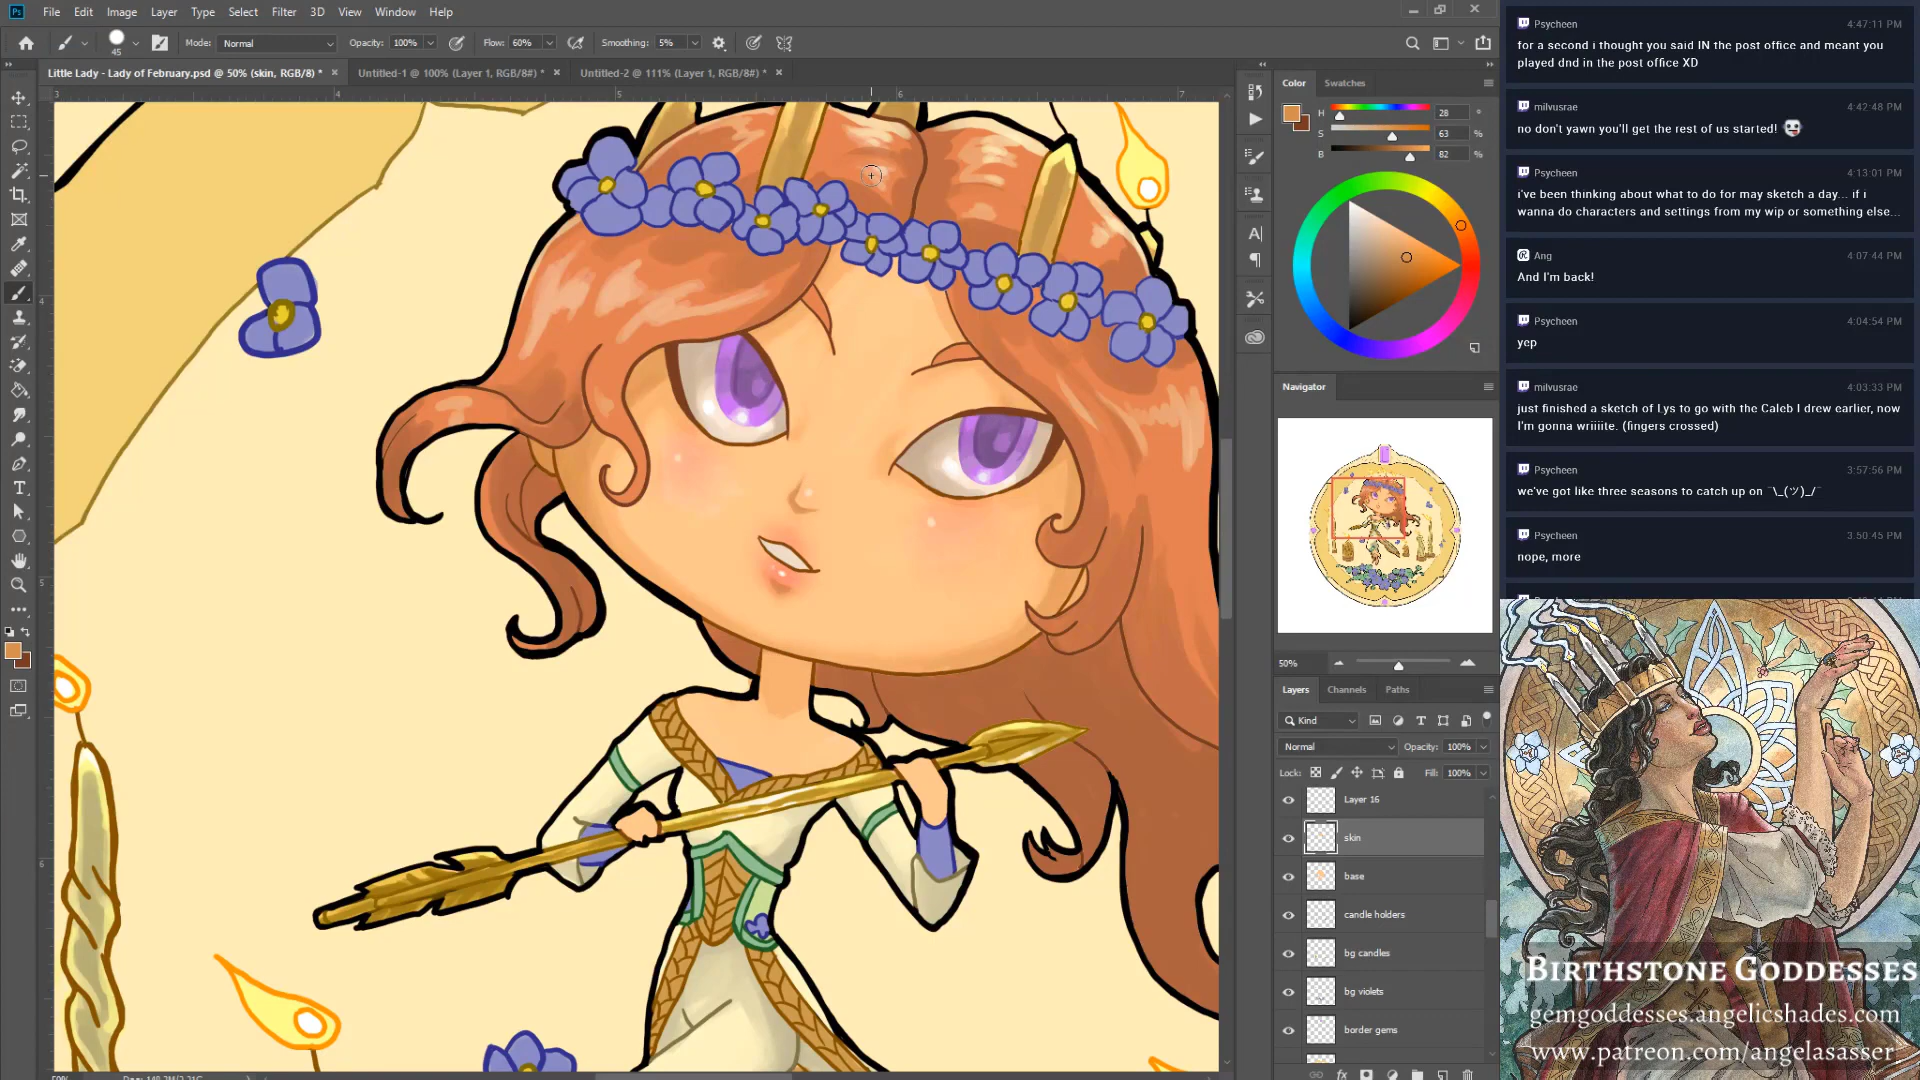 Ps File Edit Image Layer Type Select Filter 3D View Window Help
45 Mode: Normal Opacity: 100% Flow: 60% Smoothing: 5%
Little Lady - Lady of February.psd @ 50% (skin, RGB/8) * × Untitled-1 @ 100% (Layer 1, RGB/8#) * × Untitled-2 @ 111% (Layer 1, RGB/8#) * ×
3 4 5 6 7
4
5
6
Color Swatches
H 28 °
S 63 %
B 82 %
Navigator
50%
Layers Channels Paths
Kind
Normal Opacity: 100%
Lock: Fill: 100%
Layer 16
skin
base
candle holders
bg candles
bg violets
border gems
Psycheen 4:47:11 PM
for a second i thought you said IN the post office and meant you
played dnd in the post office XD
milvusrae 4:42:48 PM
no don't yawn you'll get the rest of us started!
Psycheen 4:13:01 PM
i've been thinking about what to do for may sketch a day... if i
wanna do characters and settings from my wip or something else...
Ang 4:07:44 PM
And I'm back!
Psycheen 4:04:54 PM
yep
milvusrae 4:03:33 PM
just finished a sketch of Lys to go with the Caleb I drew earlier, now
I'm gonna wriiiite. (fingers crossed)
Psycheen 3:57:56 PM
we've got like three seasons to catch up on ¯\_(ツ)_/¯
Psycheen 3:50:45 PM
nope, more
Birthstone Goddesses
gemgoddesses.angelicshades.com
www.patreon.com/angelasasser